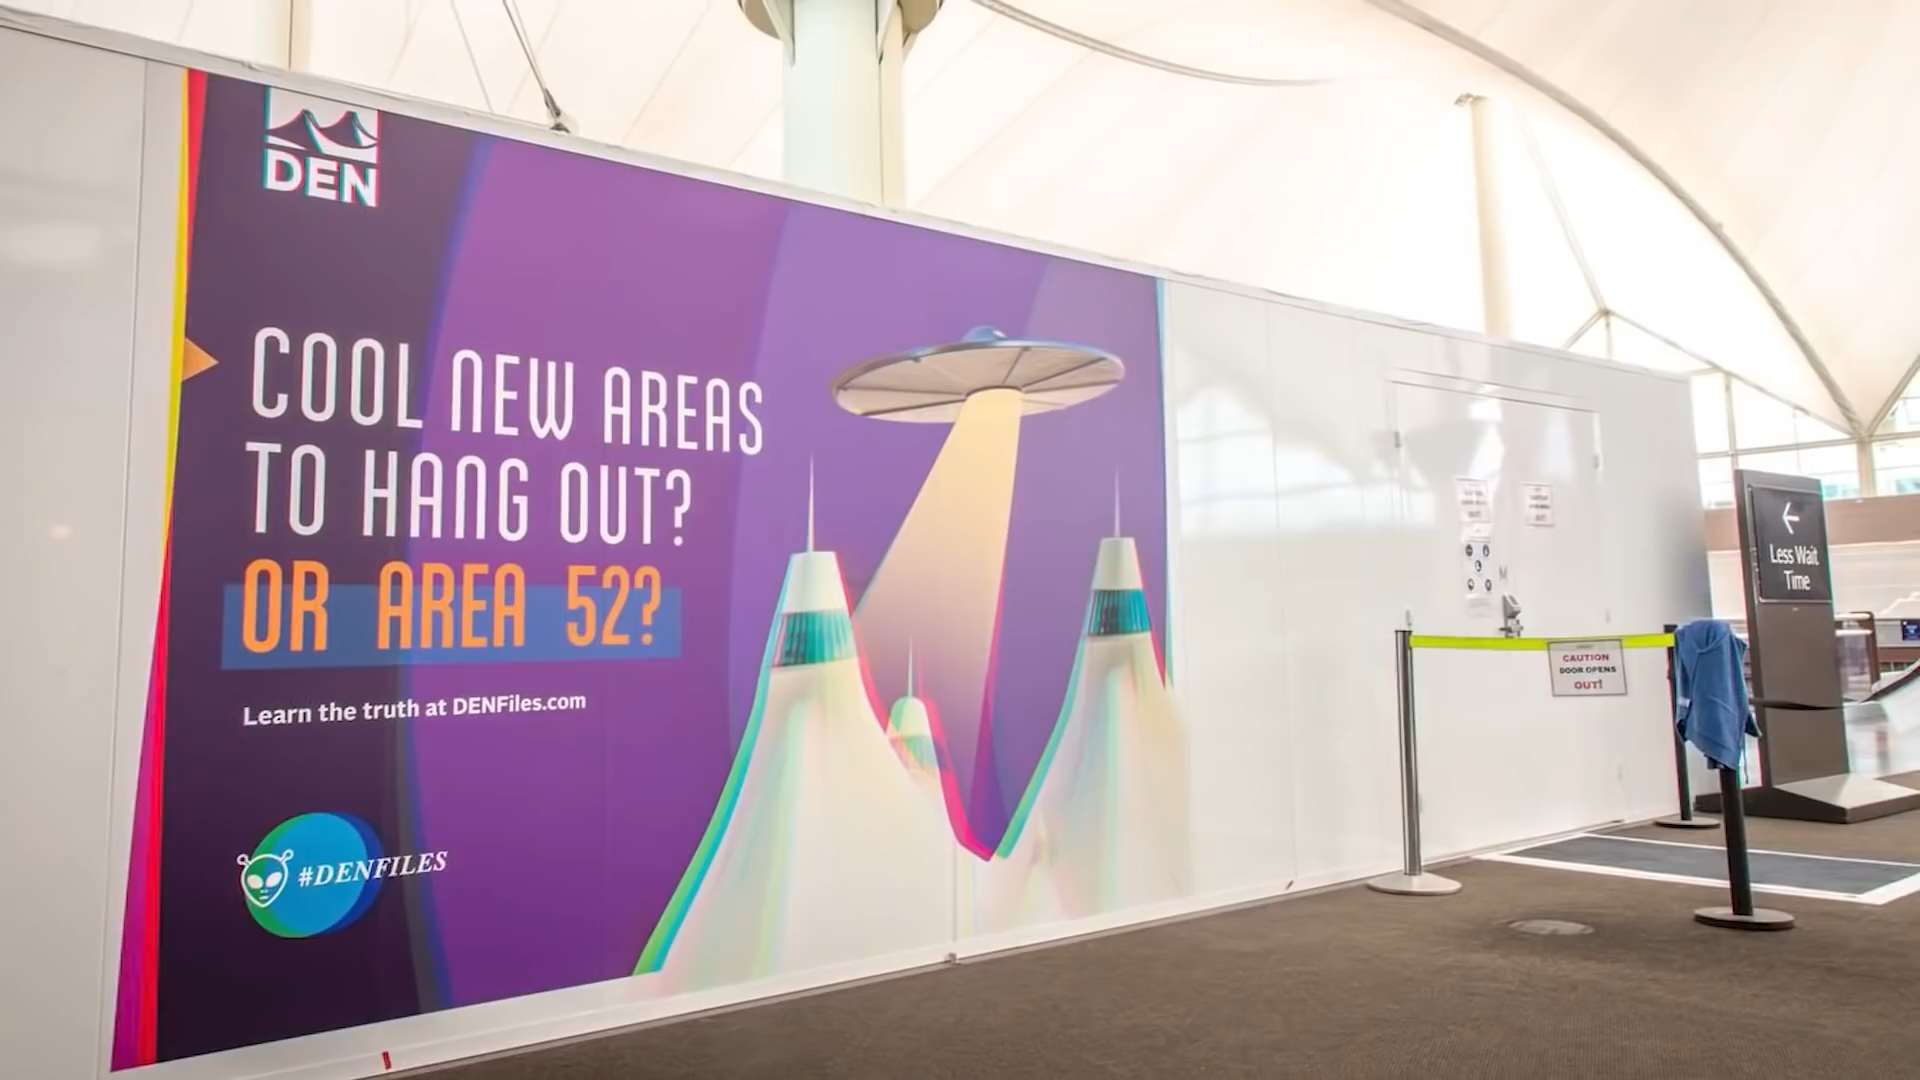 DEN
COOL NEW AREAS
TO HANG OUT?
OR AREA 52?
Learn the truth at DENFiles.com
#DENFILES
CAUTION
DOOR OPENS
OUT!
Less Wait
Time